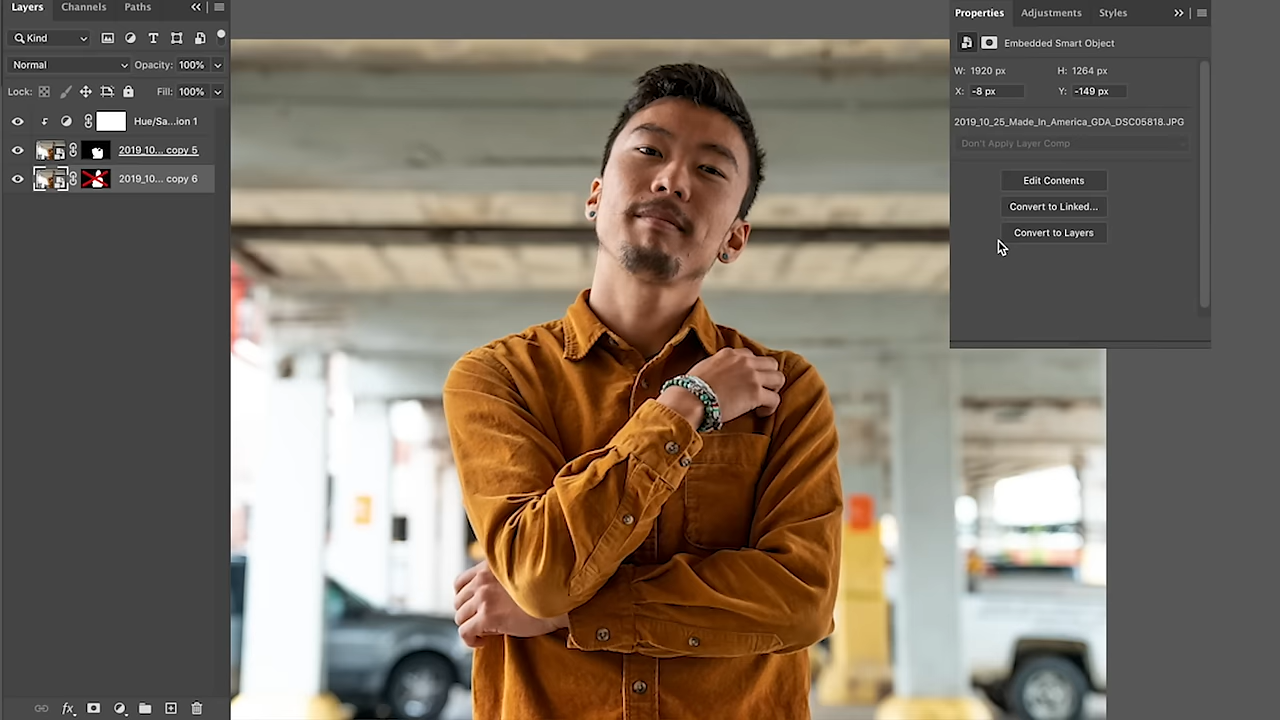 Layers Channels Paths
Kind
Normal Opacity: 100%
Lock: Fill: 100%
Hue/Sa...ion 1
2019_10... copy 5
2019_10... copy 6
fx
Properties Adjustments Styles
Embedded Smart Object
W: 1920 px H: 1264 px
X: -8 px Y: -149 px
2019_10_25_Made_In_America_GDA_DSC05818.JPG
Don't Apply Layer Comp
Edit Contents
Convert to Linked...
Convert to Layers